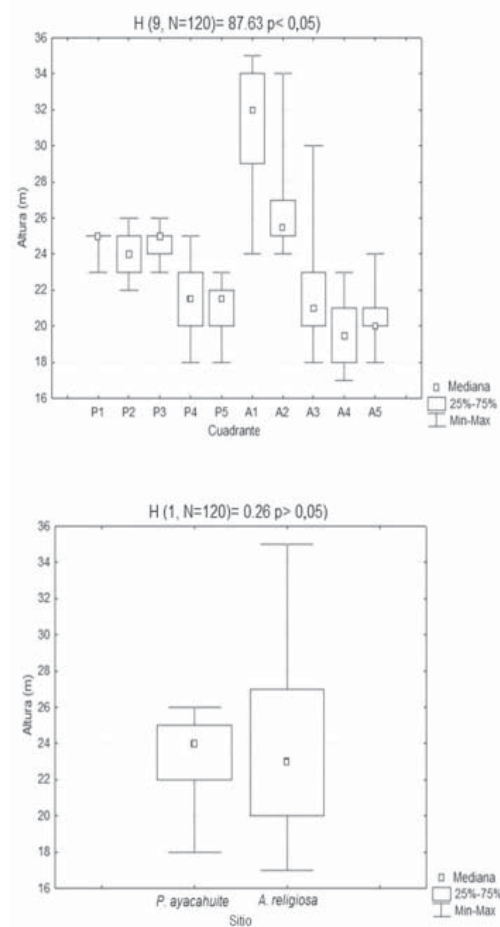 H (9, N=120)= 87.63 p< 0,05)
36
34
32
30
28
26
24
22
20
18
16
Altura (m)
P1 P2 P3 P4 P5 A1 A2 A3 A4 A5
Cuadrante
Mediana
25%-75%
Min-Max
H (1, N=120)= 0.26 p> 0,05)
36
34
32
30
28
26
24
22
20
18
16
Altura (m)
P. ayacahuite A. religiosa
Sitio
Mediana
25%-75%
Min-Max